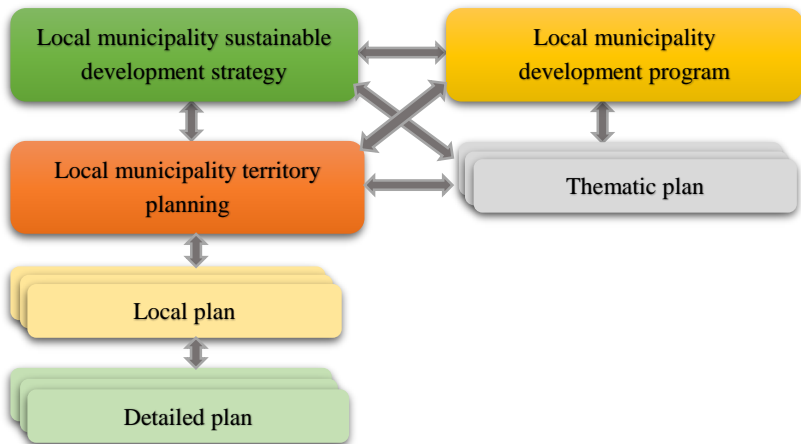 Local municipality sustainable
development strategy
Local municipality
development program
Local municipality territory
planning
Thematic plan
Local plan
Detailed plan